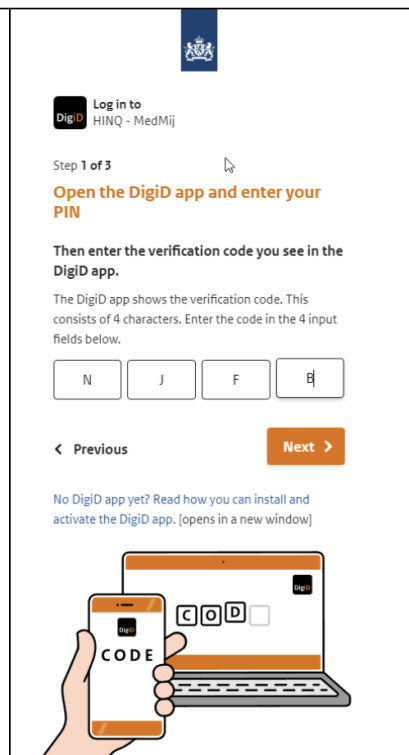 Log in to
DigiD
HINQ - MedMij
Step 1 of 3
Open the DigiD app and enter your
PIN
Then enter the verification code you see in the
DigiD app.
The DigiD app shows the verification code. This
consists of 4 characters. Enter the code in the 4 input
fields below.
N J F B
< Previous
Next >
No DigiD app yet? Read how you can install and
activate the DigiD app. [opens in a new window]
DigiD
C O D
DigiD
CODE